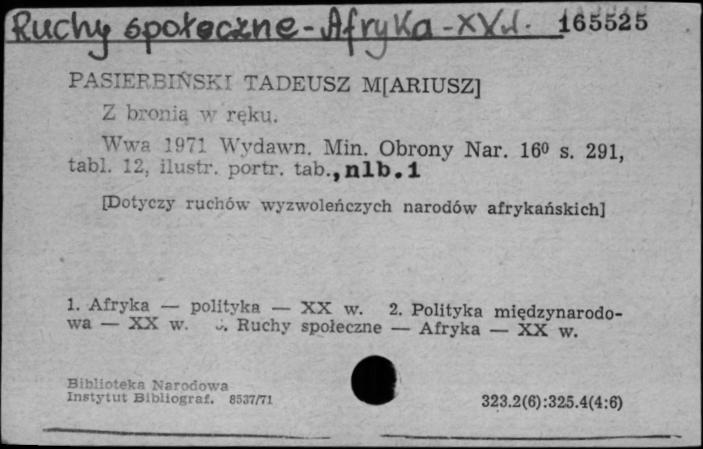 Ruchy społeczne - Afryka - XX w. 165525
PASIERBIŃSKI TADEUSZ M[ARIUSZ]
Z bronią w ręku.
Wwa 1971 Wydawn. Min. Obrony Nar. 16⁰ s. 291,
tabl. 12, ilustr. portr. tab., nlb. 1
[Dotyczy ruchów wyzwoleńczych narodów afrykańskich]
1. Afryka — polityka — XX w. 2. Polityka międzynarodo-
wa — XX w. 3. Ruchy społeczne — Afryka — XX w.
Biblioteka Narodowa
Instytut Bibliograf. 8537/71
323.2(6):325.4(4:6)